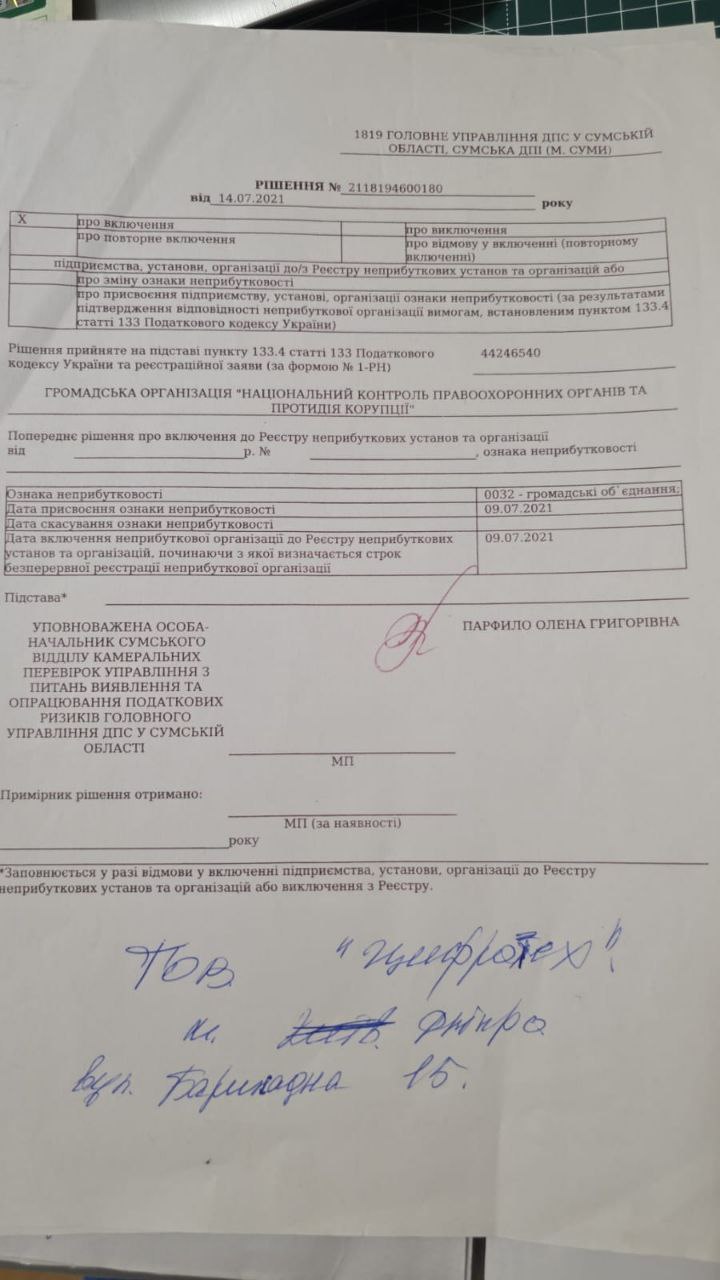 1819 ГОЛОВНЕ УПРАВЛІННЯ ДПС У СУМСЬКІЙ
ОБЛАСТІ, СУМСЬКА ДПІ (М. СУМИ)
РІШЕННЯ № 2118194600180
від 14.07.2021 року
X про включення про виключення
про повторне включення про відмову у включенні (повторному
включенні)
підприємства, установи, організації до/з Реєстру неприбуткових установ та організацій або
про зміну ознаки неприбутковості
про присвоєння підприємству, установі, організації ознаки неприбутковості (за результатами
підтвердження відповідності неприбуткової організації вимогам, встановленим пунктом 133.4
статті 133 Податкового кодексу України)
Рішення прийняте на підставі пункту 133.4 статті 133 Податкового 44246540
кодексу України та реєстраційної заяви (за формою № 1-РН)
ГРОМАДСЬКА ОРГАНІЗАЦІЯ "НАЦІОНАЛЬНИЙ КОНТРОЛЬ ПРАВООХОРОННИХ ОРГАНІВ ТА
ПРОТИДІЯ КОРУПЦІЇ"
Попереднє рішення про включення до Реєстру неприбуткових установ та організації
від р. № , ознака неприбутковості
Ознака неприбутковості 0032 - громадські об`єднання;
Дата присвоєння ознаки неприбутковості 09.07.2021
Дата скасування ознаки неприбутковості
Дата включення неприбуткової організації до Реєстру неприбуткових 09.07.2021
установ та організацій, починаючи з якої визначається строк
безперервної реєстрації неприбуткової організації
Підстава*
УПОВНОВАЖЕНА ОСОБА- ПАРФИЛО ОЛЕНА ГРИГОРІВНА
НАЧАЛЬНИК СУМСЬКОГО
ВІДДІЛУ КАМЕРАЛЬНИХ
ПЕРЕВІРОК УПРАВЛІННЯ З
ПИТАНЬ ВИЯВЛЕННЯ ТА
ОПРАЦЮВАННЯ ПОДАТКОВИХ
РИЗИКІВ ГОЛОВНОГО
УПРАВЛІННЯ ДПС У СУМСЬКІЙ
ОБЛАСТІ
МП
Примірник рішення отримано:
МП (за наявності)
року
*Заповнюється у разі відмови у включенні підприємства, установи, організації до Реєстру
неприбуткових установ та організацій або виключення з Реєстру.
ТОВ "Цифротех".
м. Дніпро
вул. Барикадна 15.